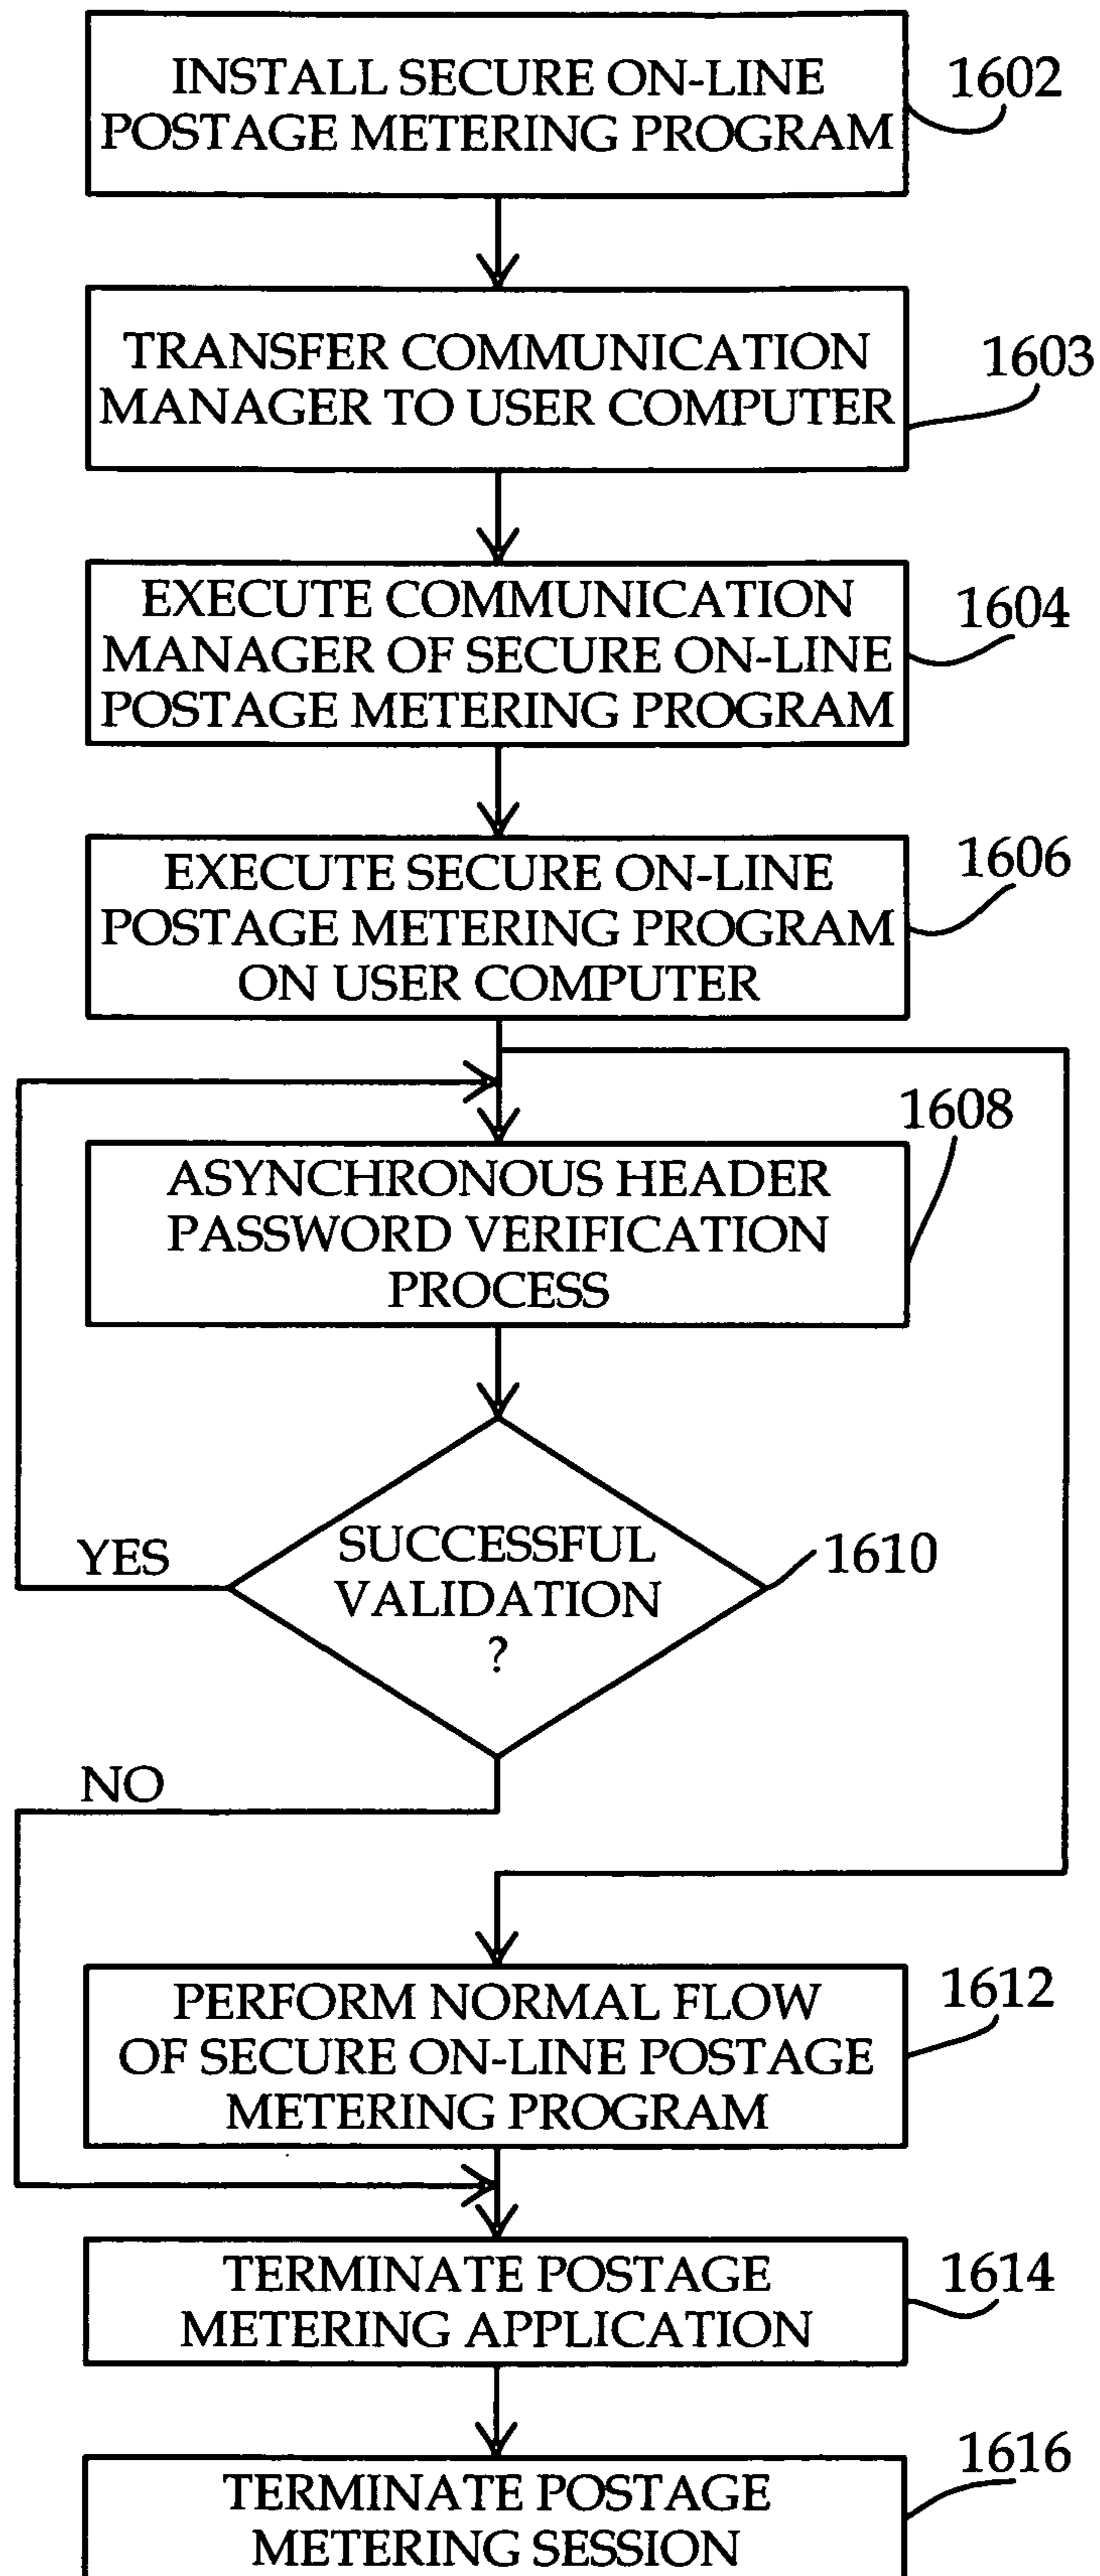 INSTALL SECURE ON-LINE
POSTAGE METERING PROGRAM
1602
TRANSFER COMMUNICATION
MANAGER TO USER COMPUTER
1603
EXECUTE COMMUNICATION
MANAGER OF SECURE ON-LINE
POSTAGE METERING PROGRAM
1604
EXECUTE SECURE ON-LINE
POSTAGE METERING PROGRAM
ON USER COMPUTER
1606
ASYNCHRONOUS HEADER
PASSWORD VERIFICATION
PROCESS
1608
SUCCESSFUL
VALIDATION
?
1610
YES
NO
PERFORM NORMAL FLOW
OF SECURE ON-LINE POSTAGE
METERING PROGRAM
1612
TERMINATE POSTAGE
METERING APPLICATION
1614
TERMINATE POSTAGE
METERING SESSION
1616